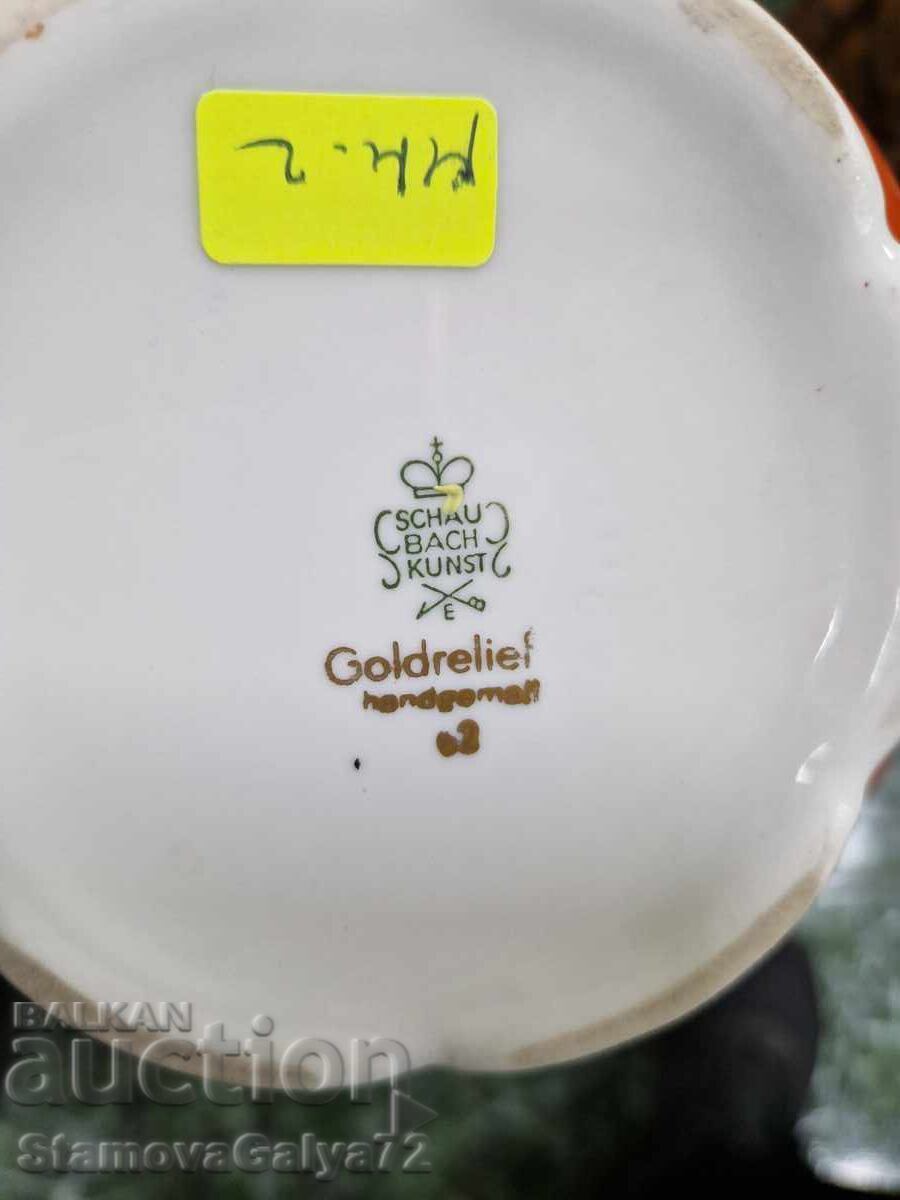 SCHAU
BACH
KUNST
E
Goldrelief
handgemalt
BALKAN
auction
StamovaGalya72